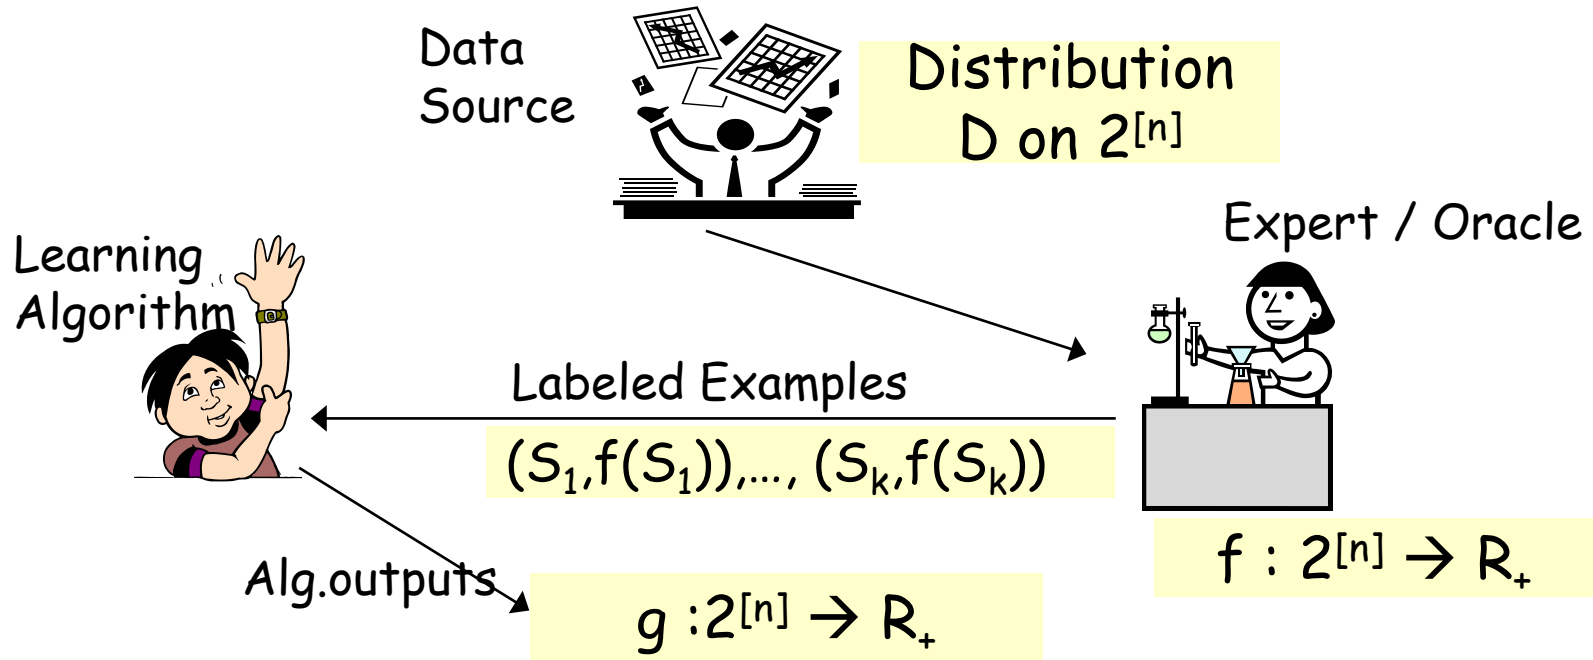 Data
Source
Distribution
D on 2[n]
Expert / Oracle
Learning
Algorithm
Labeled Examples
(S1,f(S1)),..., (Sk,f(Sk))
f : 2[n] → R+
Alg.outputs
g :2[n] → R+